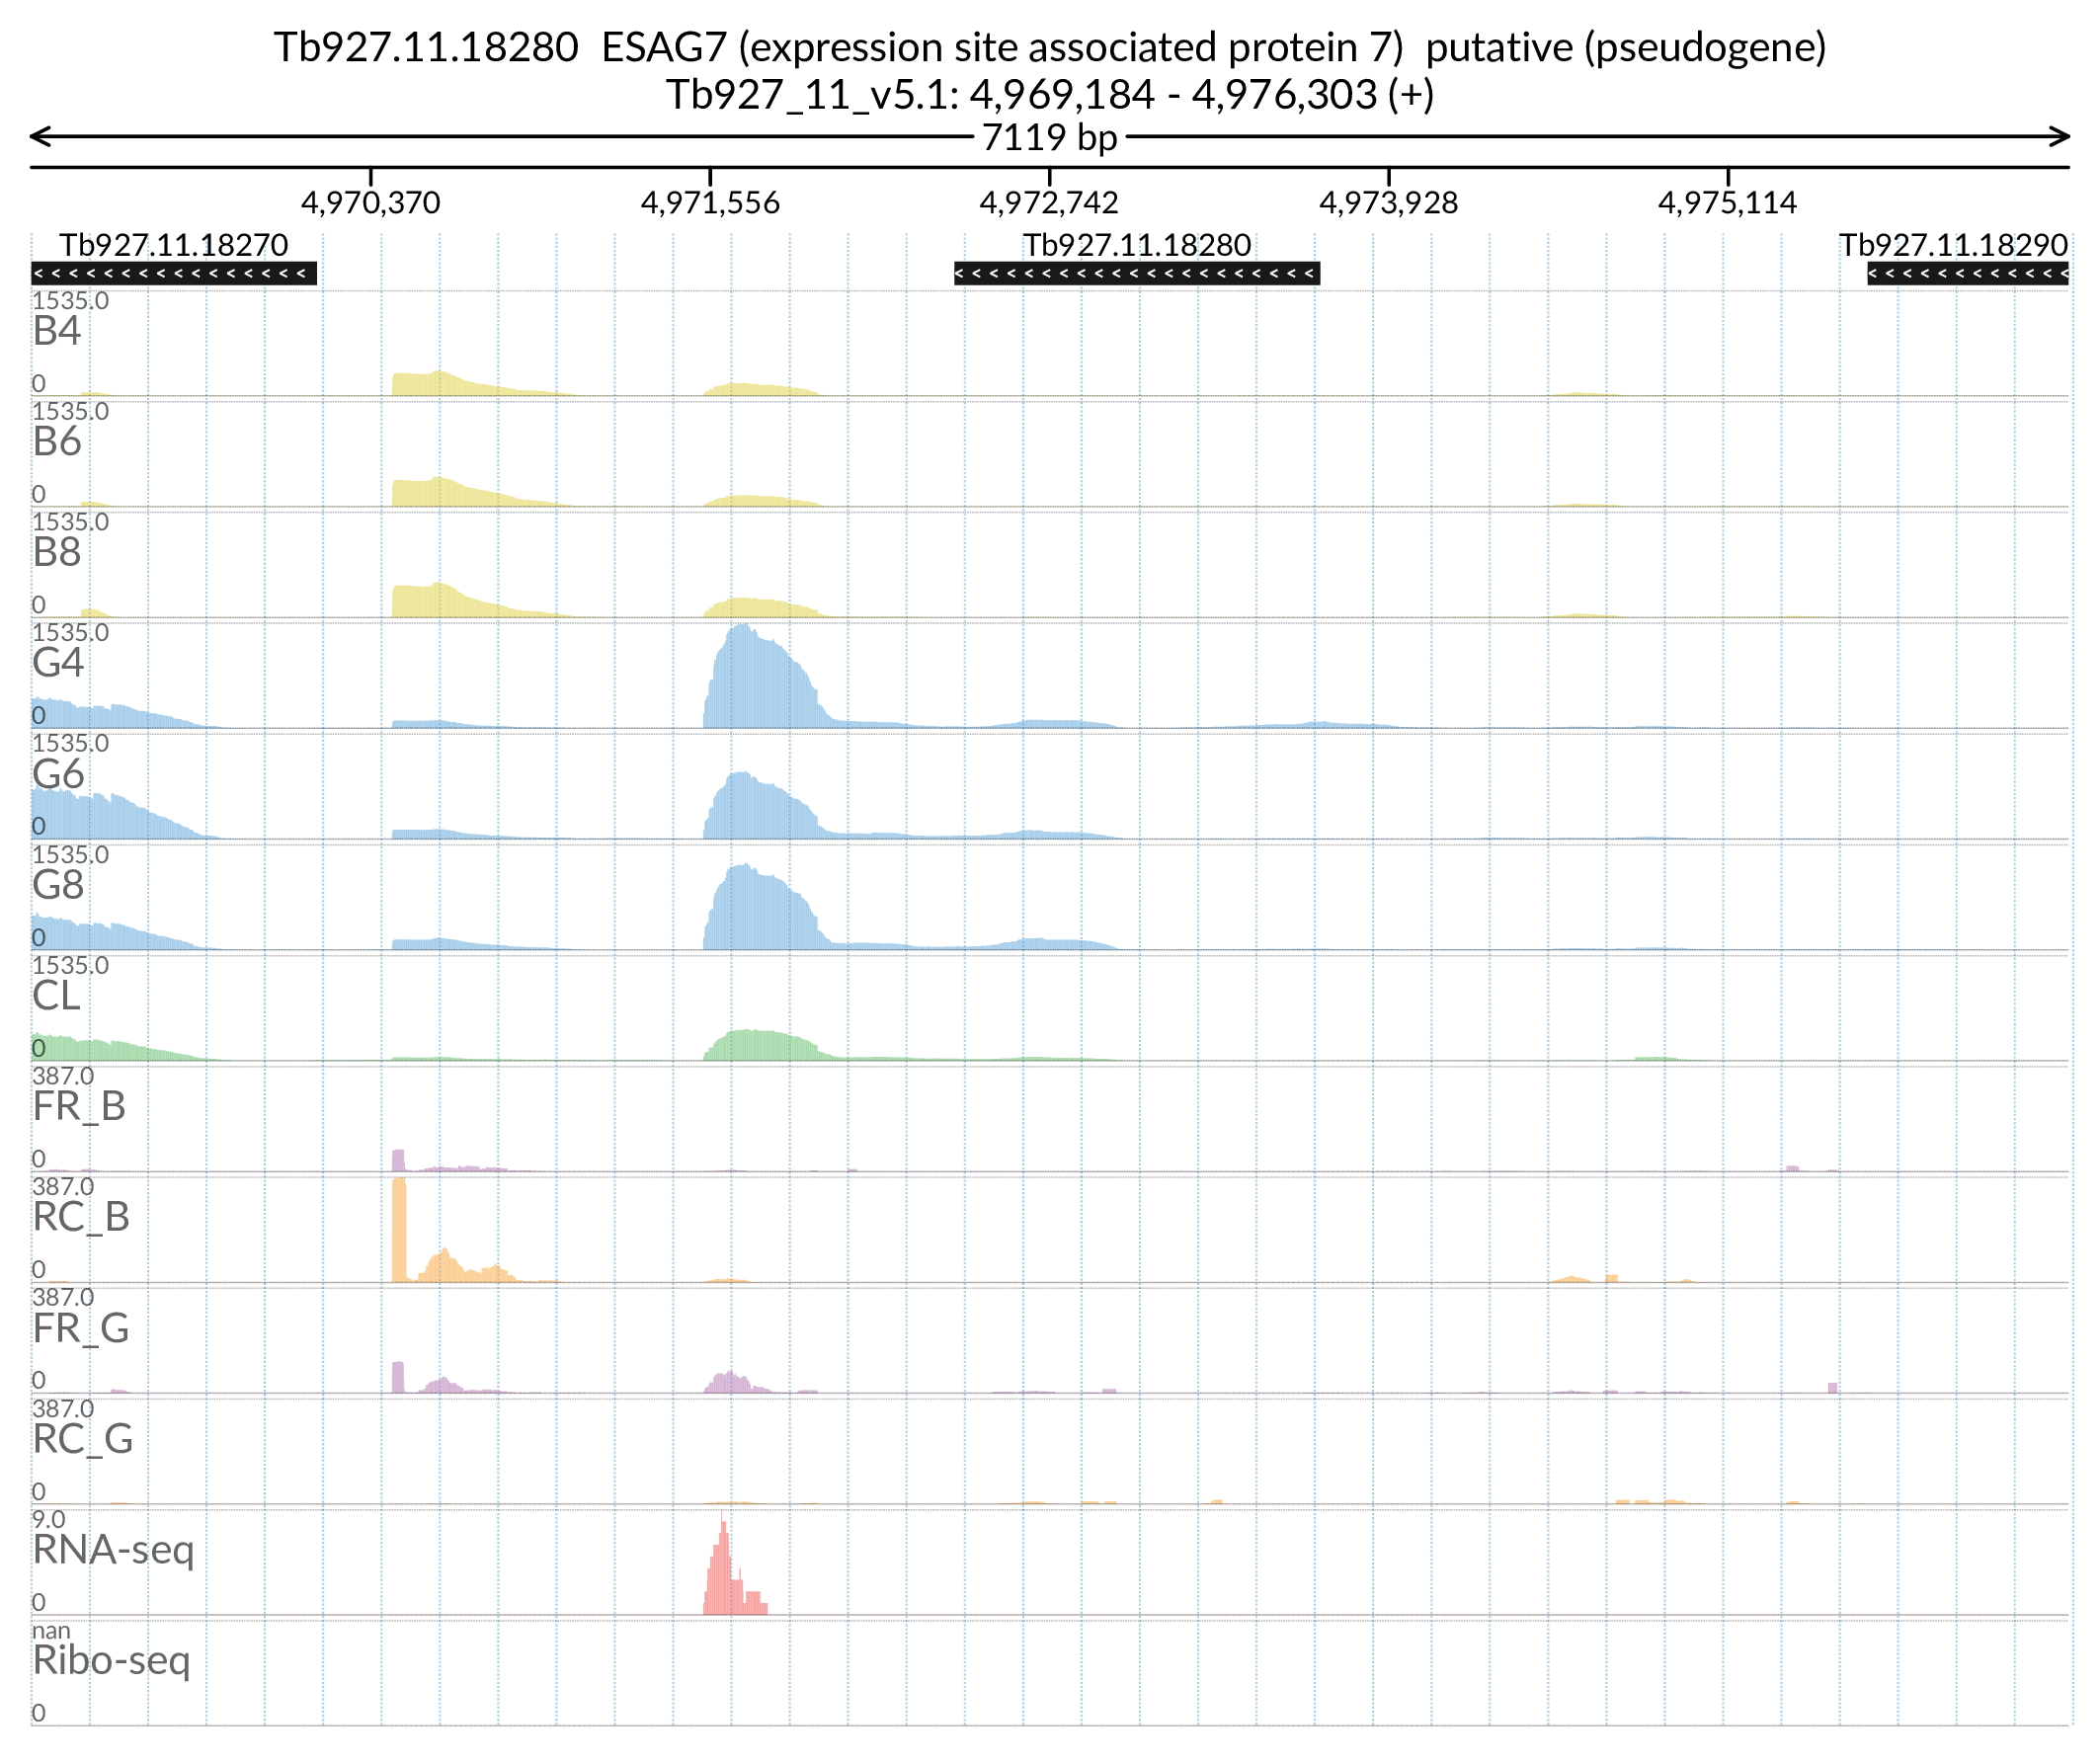 Tb927.11.18280 ESAG7 (expression site associated protein 7) putative (pseudogene)
Tb927_11_v5.1: 4,969,184 - 4,976,303 (+)
7119 bp
4,970,370 4,971,556 4,972,742 4,973,928 4,975,114
Tb927.11.18270 Tb927.11.18280 Tb927.11.18290
1535.0
B4
0
1535.0
B6
0
1535.0
B8
0
1535.0
G4
0
1535.0
G6
0
1535.0
G8
0
1535.0
CL
0
387.0
FR_B
0
387.0
RC_B
0
387.0
FR_G
0
387.0
RC_G
0
9.0
RNA-seq
0
nan
Ribo-seq
0